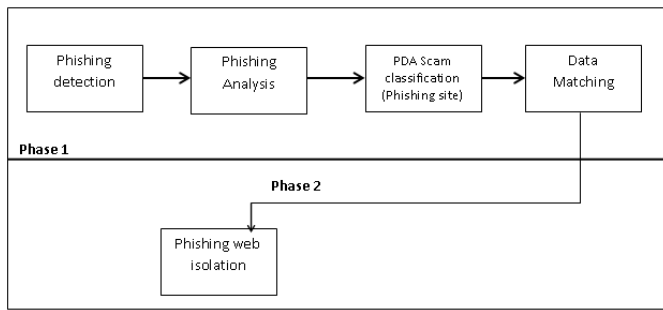 Phishing
detection
Phishing
Analysis
PDA Scam
classification
(Phishing site)
Data
Matching
Phase 1
Phase 2
Phishing web
isolation